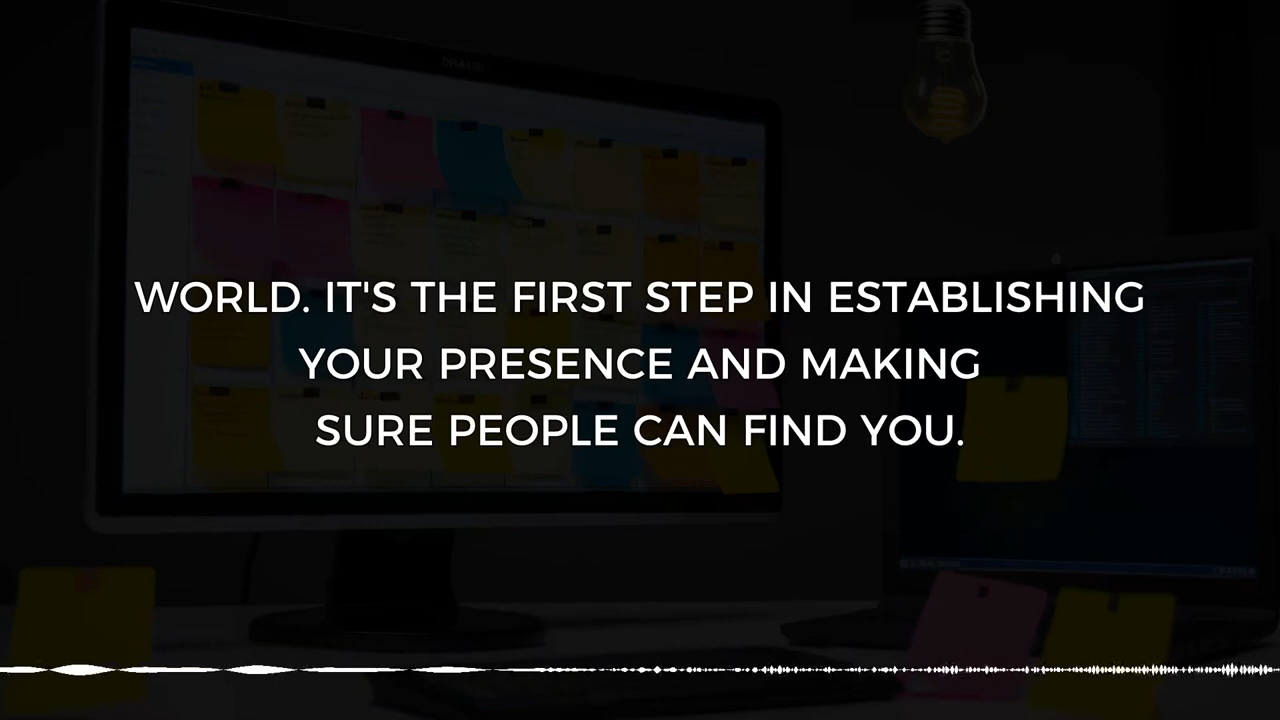 WORLD. IT'S THE FIRST STEP IN ESTABLISHING
YOUR PRESENCE AND MAKING
SURE PEOPLE CAN FIND YOU.